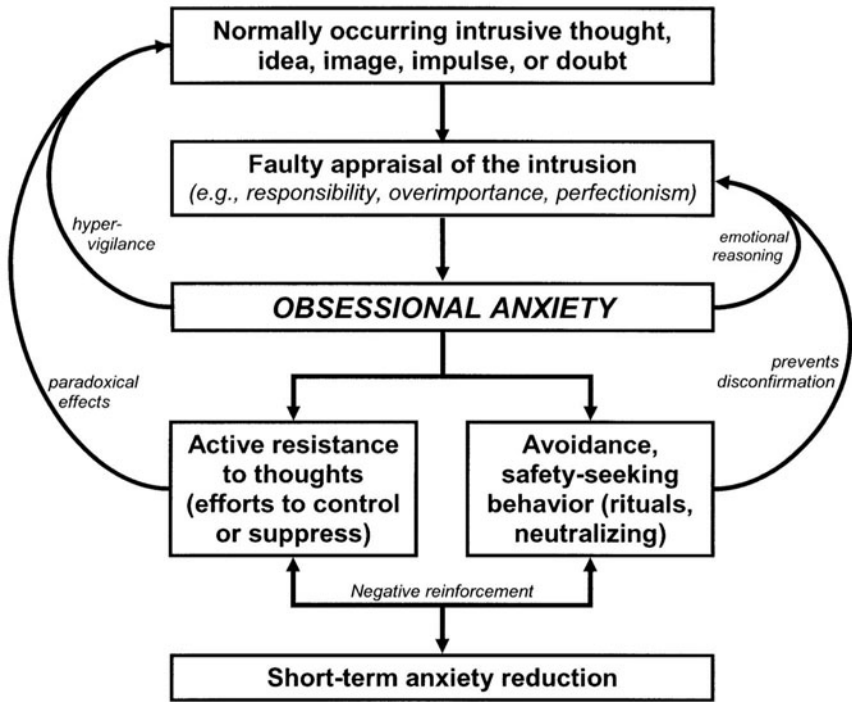 Normally occurring intrusive thought,
idea, image, impulse, or doubt
Faulty appraisal of the intrusion
(e.g., responsibility, overimportance, perfectionism)
hyper-
vigilance
emotional
reasoning
OBSESSIONAL ANXIETY
paradoxical
effects
prevents
disconfirmation
Active resistance
to thoughts
(efforts to control
or suppress)
Avoidance,
safety-seeking
behavior (rituals,
neutralizing)
Negative reinforcement
Short-term anxiety reduction